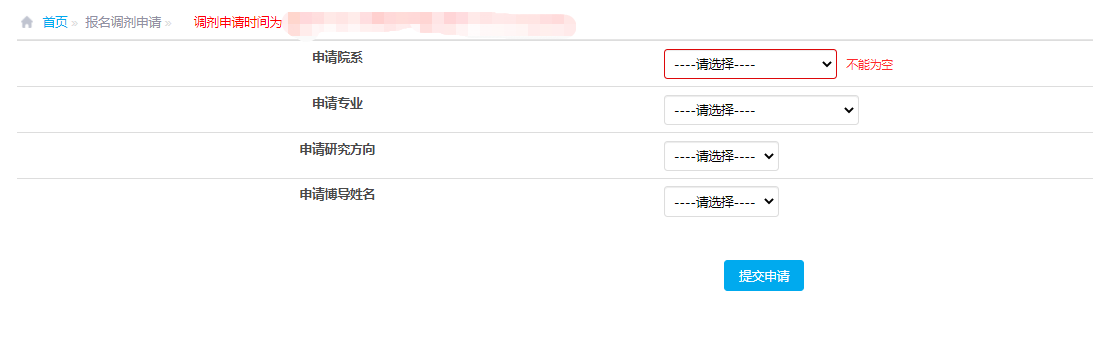 首页 » 报名调剂申请 » 调剂申请时间为
申请院系 ----请选择---- 不能为空
申请专业 ----请选择----
申请研究方向 ----请选择----
申请博导姓名 ----请选择----
提交申请